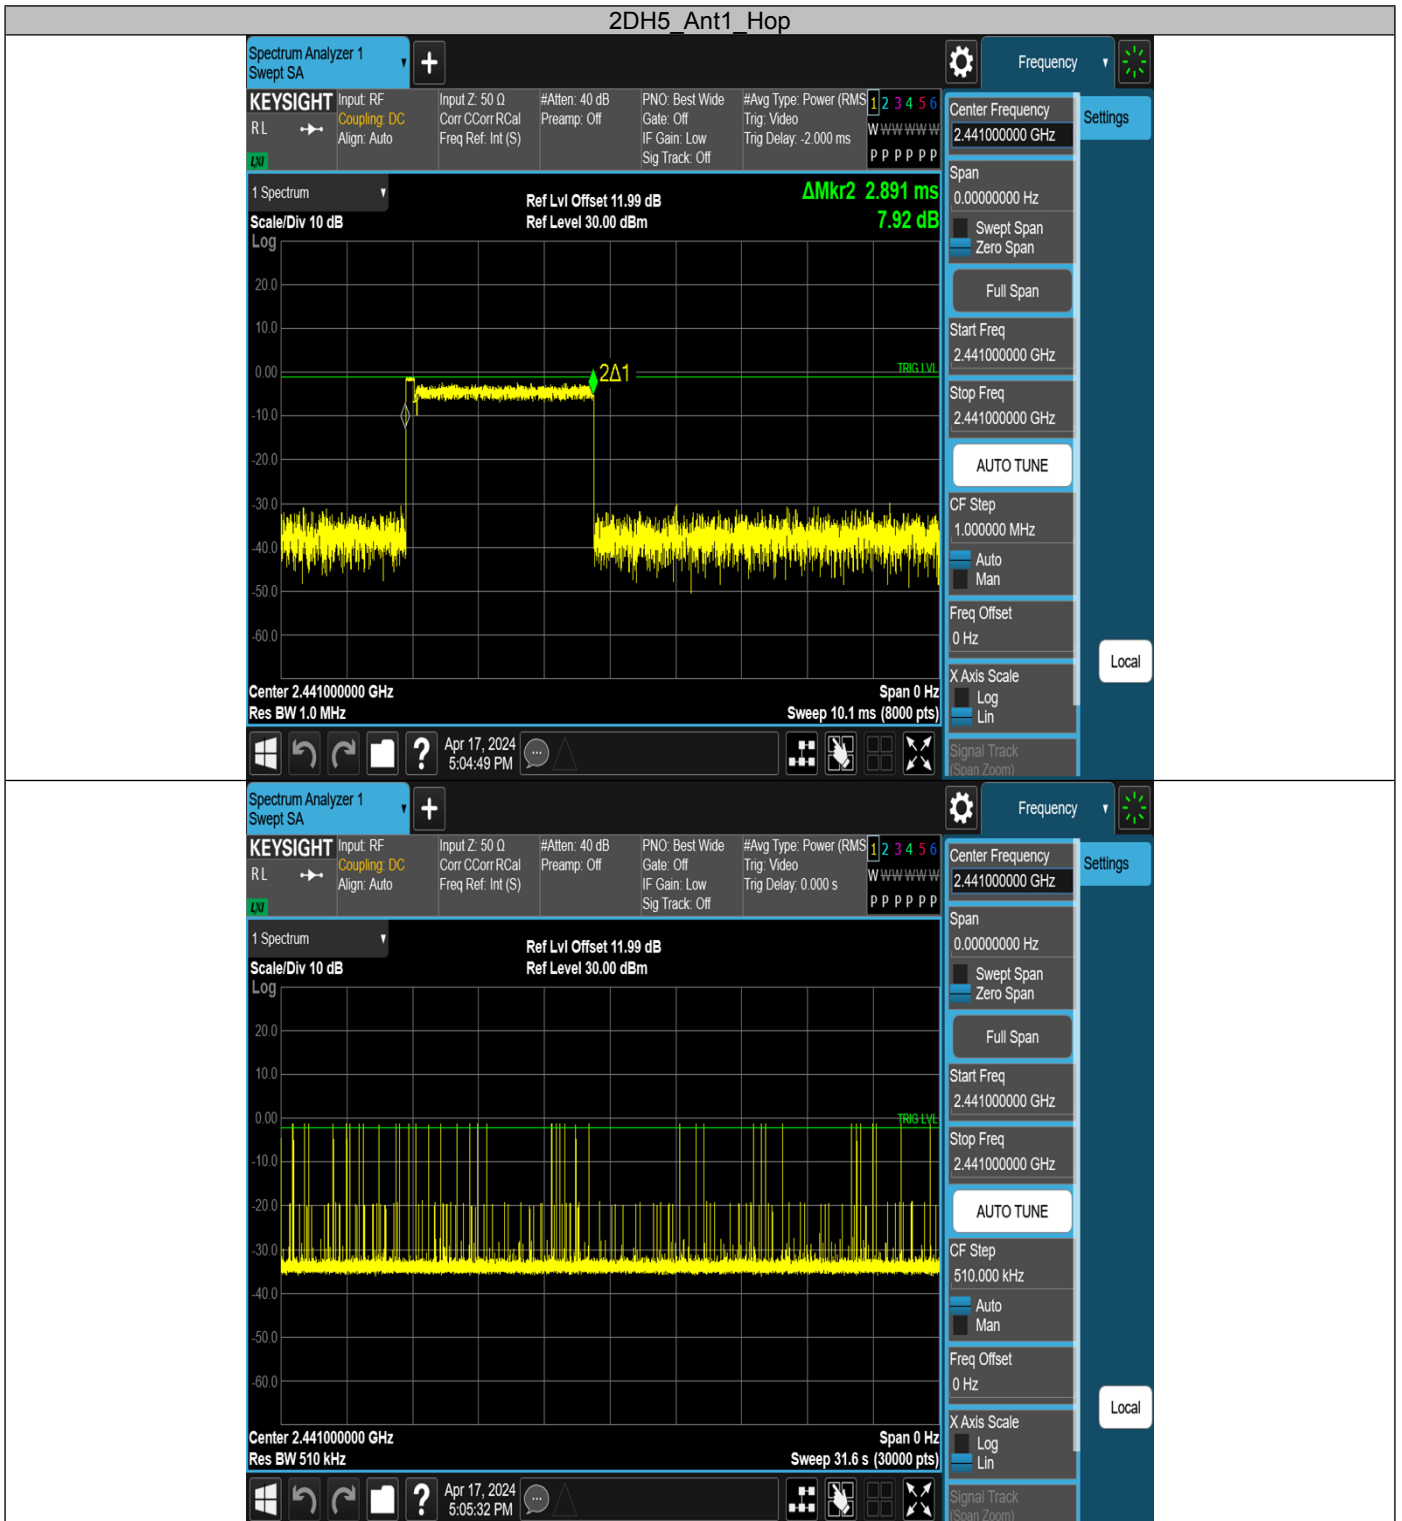 2DH5_Ant1_Hop
Spectrum Analyzer 1
Swept SA
Frequency
KEYSIGHT
RL
LXI
Input: RF
Coupling: DC
Align: Auto
Input Z: 50 Ω
Corr CCorr RCal
Freq Ref: Int (S)
#Atten: 40 dB
Preamp: Off
PNO: Best Wide
Gate: Off
IF Gain: Low
Sig Track: Off
#Avg Type: Power (RMS
Trig: Video
Trig Delay: -2.000 ms
1 2 3 4 5 6
W W W W W W
P P P P P P
1 Spectrum
Scale/Div 10 dB
Log
Ref Lvl Offset 11.99 dB
Ref Level 30.00 dBm
ΔMkr2 2.891 ms
7.92 dB
20.0
10.0
0.00
-10.0
-20.0
-30.0
-40.0
-50.0
-60.0
2Δ1
TRIG LVL
Center 2.441000000 GHz
Res BW 1.0 MHz
Span 0 Hz
Sweep 10.1 ms (8000 pts)
Apr 17, 2024
5:04:49 PM
Center Frequency
2.441000000 GHz
Settings
Span
0.00000000 Hz
Swept Span
Zero Span
Full Span
Start Freq
2.441000000 GHz
Stop Freq
2.441000000 GHz
AUTO TUNE
CF Step
1.000000 MHz
Auto
Man
Freq Offset
0 Hz
Local
X Axis Scale
Log
Lin
Signal Track
(Span Zoom)
Spectrum Analyzer 1
Swept SA
Frequency
KEYSIGHT
RL
LXI
Input: RF
Coupling: DC
Align: Auto
Input Z: 50 Ω
Corr CCorr RCal
Freq Ref: Int (S)
#Atten: 40 dB
Preamp: Off
PNO: Best Wide
Gate: Off
IF Gain: Low
Sig Track: Off
#Avg Type: Power (RMS
Trig: Video
Trig Delay: 0.000 s
1 2 3 4 5 6
W W W W W W
P P P P P P
1 Spectrum
Scale/Div 10 dB
Log
Ref Lvl Offset 11.99 dB
Ref Level 30.00 dBm
20.0
10.0
0.00
-10.0
-20.0
-30.0
-40.0
-50.0
-60.0
TRIG LVL
Center 2.441000000 GHz
Res BW 510 kHz
Span 0 Hz
Sweep 31.6 s (30000 pts)
Apr 17, 2024
5:05:32 PM
Center Frequency
2.441000000 GHz
Settings
Span
0.00000000 Hz
Swept Span
Zero Span
Full Span
Start Freq
2.441000000 GHz
Stop Freq
2.441000000 GHz
AUTO TUNE
CF Step
510.000 kHz
Auto
Man
Freq Offset
0 Hz
Local
X Axis Scale
Log
Lin
Signal Track
(Span Zoom)